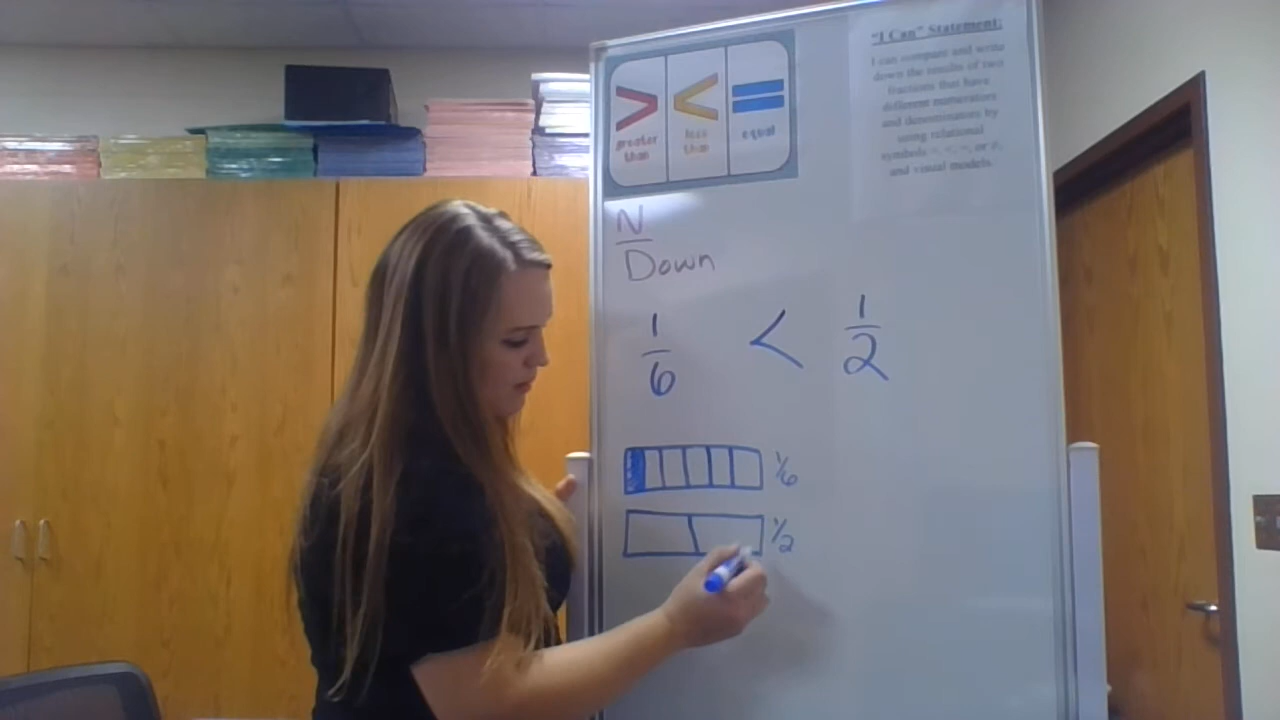 > < =
greater less equal
than than
"I Can" Statement:
I can compare and write
down the results of two
fractions that have
different numerators
and denominators by
using relational
symbols >, <, =, or ≠,
and visual models.
N
Down
1/6 < 1/2
1/6
1/2